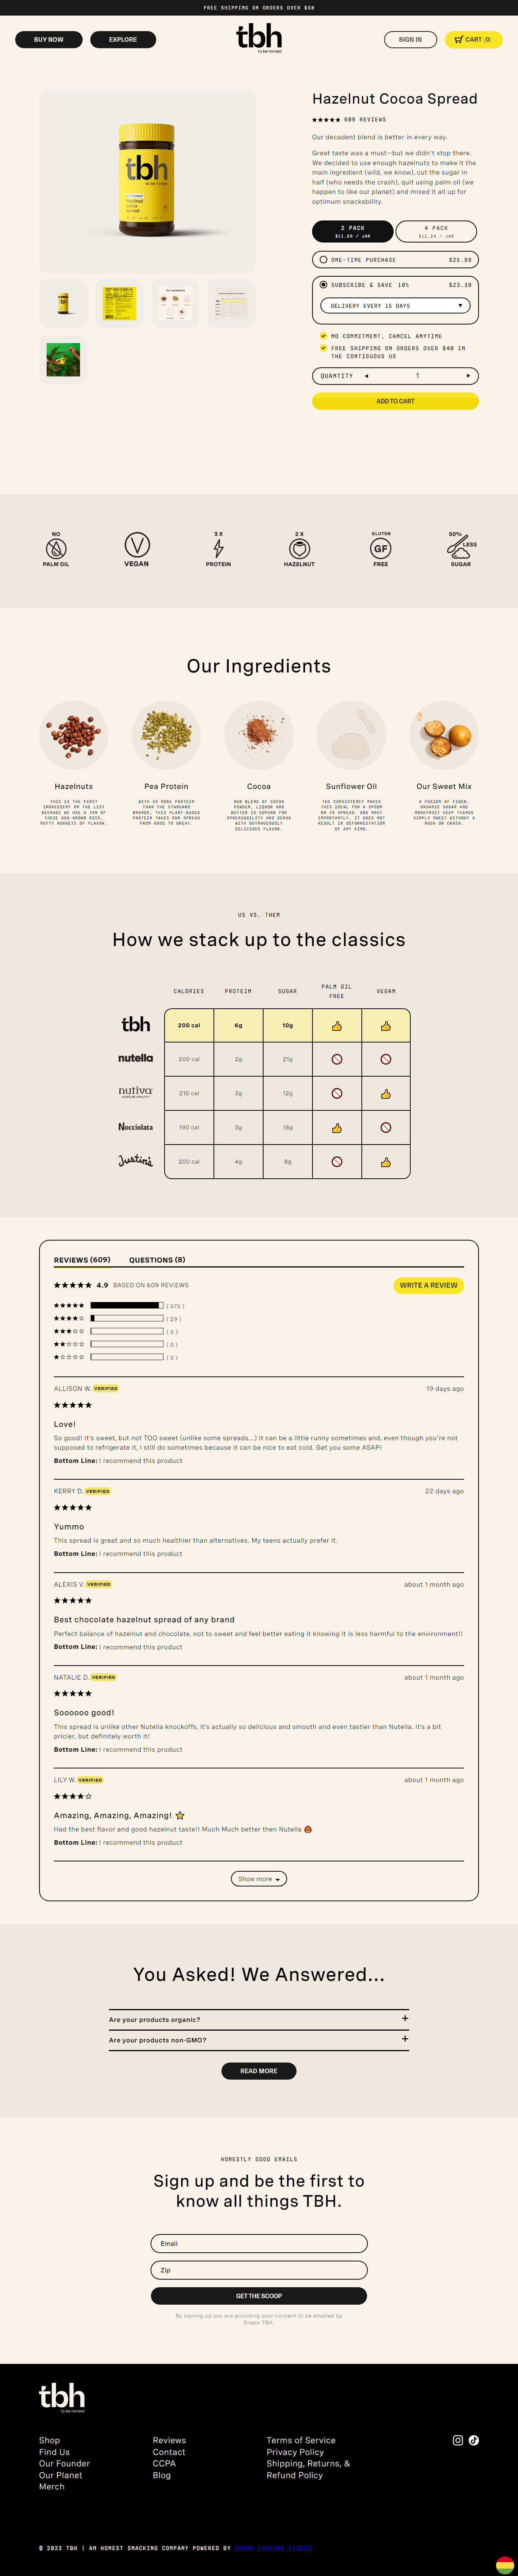 FREE SHIPPING ON ORDERS OVER $50
BUY NOW
EXPLORE
tbh
to be honest
SIGN IN
CART (0)
Hazelnut Cocoa Spread
★★★★★ 609 REVIEWS
Our decadent blend is better in every way.
Great taste was a must—but we didn't stop there.
We decided to use enough hazelnuts to make it the
main ingredient (wild, we know), cut the sugar in
half (who needs the crash), quit using palm oil (we
happen to like our planet) and mixed it all up for
optimum snackability.
2 PACK
$11.69 / JAR
4 PACK
$11.24 / JAR
ONE-TIME PURCHASE $25.99
SUBSCRIBE & SAVE 10% $23.39
DELIVERY EVERY 15 DAYS
NO COMMITMENT, CANCEL ANYTIME
FREE SHIPPING ON ORDERS OVER $40 IN
THE CONTIGUOUS US
QUANTITY 1
ADD TO CART
tbh
to be honest
hazelnut
cocoa
spread
NO
PALM OIL
VEGAN
3 X
PROTEIN
2 X
HAZELNUT
GLUTEN
GF
FREE
50%
LESS
SUGAR
Our Ingredients
Hazelnuts
THIS IS THE FIRST
INGREDIENT ON THE LIST
BECAUSE WE USE A TON OF
THESE USA-GROWN RICH,
NUTTY NUGGETS OF FLAVOR.
Pea Protein
WITH 3X MORE PROTEIN
THAN THE STANDARD
BRANDS, THIS PLANT-BASED
PROTEIN TAKES OUR SPREAD
FROM GOOD TO GREAT.
Cocoa
OUR BLEND OF COCOA
POWDER, LIQUOR AND
BUTTER IS SUPERB FOR
SPREADABILITY AND DENSE
WITH OUTRAGEOUSLY
DELICIOUS FLAVOR.
Sunflower Oil
THE CONSISTENCY MAKES
THIS IDEAL FOR A SPOON
OR TO SPREAD. AND MOST
IMPORTANTLY, IT DOES NOT
RESULT IN DEFORESTATION
OF ANY KIND.
Our Sweet Mix
A FUSION OF FIBER,
ORGANIC SUGAR AND
MONKFRUIT KEEP THINGS
SIMPLY SWEET WITHOUT A
RUSH OR CRASH.
US VS. THEM
How we stack up to the classics
CALORIES PROTEIN SUGAR PALM OIL FREE VEGAN
tbh 200 cal 6g 10g
nutella 200 cal 2g 21g
nutiva 210 cal 3g 12g
Nocciolata 190 cal 3g 18g
Justin's 200 cal 4g 8g
REVIEWS (609) QUESTIONS (8)
★★★★★ 4.9 BASED ON 609 REVIEWS
WRITE A REVIEW
★★★★★ ( 575 )
★★★★☆ ( 29 )
★★★☆☆ ( 5 )
★★☆☆☆ ( 0 )
★☆☆☆☆ ( 0 )
ALLISON W. VERIFIED 19 days ago
★★★★★
Love!
So good! It's sweet, but not TOO sweet (unlike some spreads...) It can be a little runny sometimes and, even though you're not
supposed to refrigerate it, I still do sometimes because it can be nice to eat cold. Get you some ASAP!
Bottom Line: I recommend this product
KERRY D. VERIFIED 22 days ago
★★★★★
Yummo
This spread is great and so much healthier than alternatives. My teens actually prefer it.
Bottom Line: I recommend this product
ALEXIS V. VERIFIED about 1 month ago
★★★★★
Best chocolate hazelnut spread of any brand
Perfect balance of hazelnut and chocolate, not to sweet and feel better eating it knowing it is less harmful to the environment!!
Bottom Line: I recommend this product
NATALIE D. VERIFIED about 1 month ago
★★★★★
Soooooo good!
This spread is unlike other Nutella knockoffs, it's actually so delicious and smooth and even tastier than Nutella. It's a bit
pricier, but definitely worth it!
Bottom Line: I recommend this product
LILY W. VERIFIED about 1 month ago
★★★★☆
Amazing, Amazing, Amazing! ⭐
Had the best flavor and good hazelnut taste!! Much Much better then Nutella 🌰
Bottom Line: I recommend this product
Show more
You Asked! We Answered...
Are your products organic? +
Are your products non-GMO? +
READ MORE
HONESTLY GOOD EMAILS
Sign up and be the first to
know all things TBH.
Email
Zip
GET THE SCOOP
By signing up you are providing your consent to be emailed by
Snack TBH.
tbh
to be honest
Shop
Find Us
Our Founder
Our Planet
Merch
Reviews
Contact
CCPA
Blog
Terms of Service
Privacy Policy
Shipping, Returns, &
Refund Policy
© 2023 TBH | AN HONEST SNACKING COMPANY POWERED BY